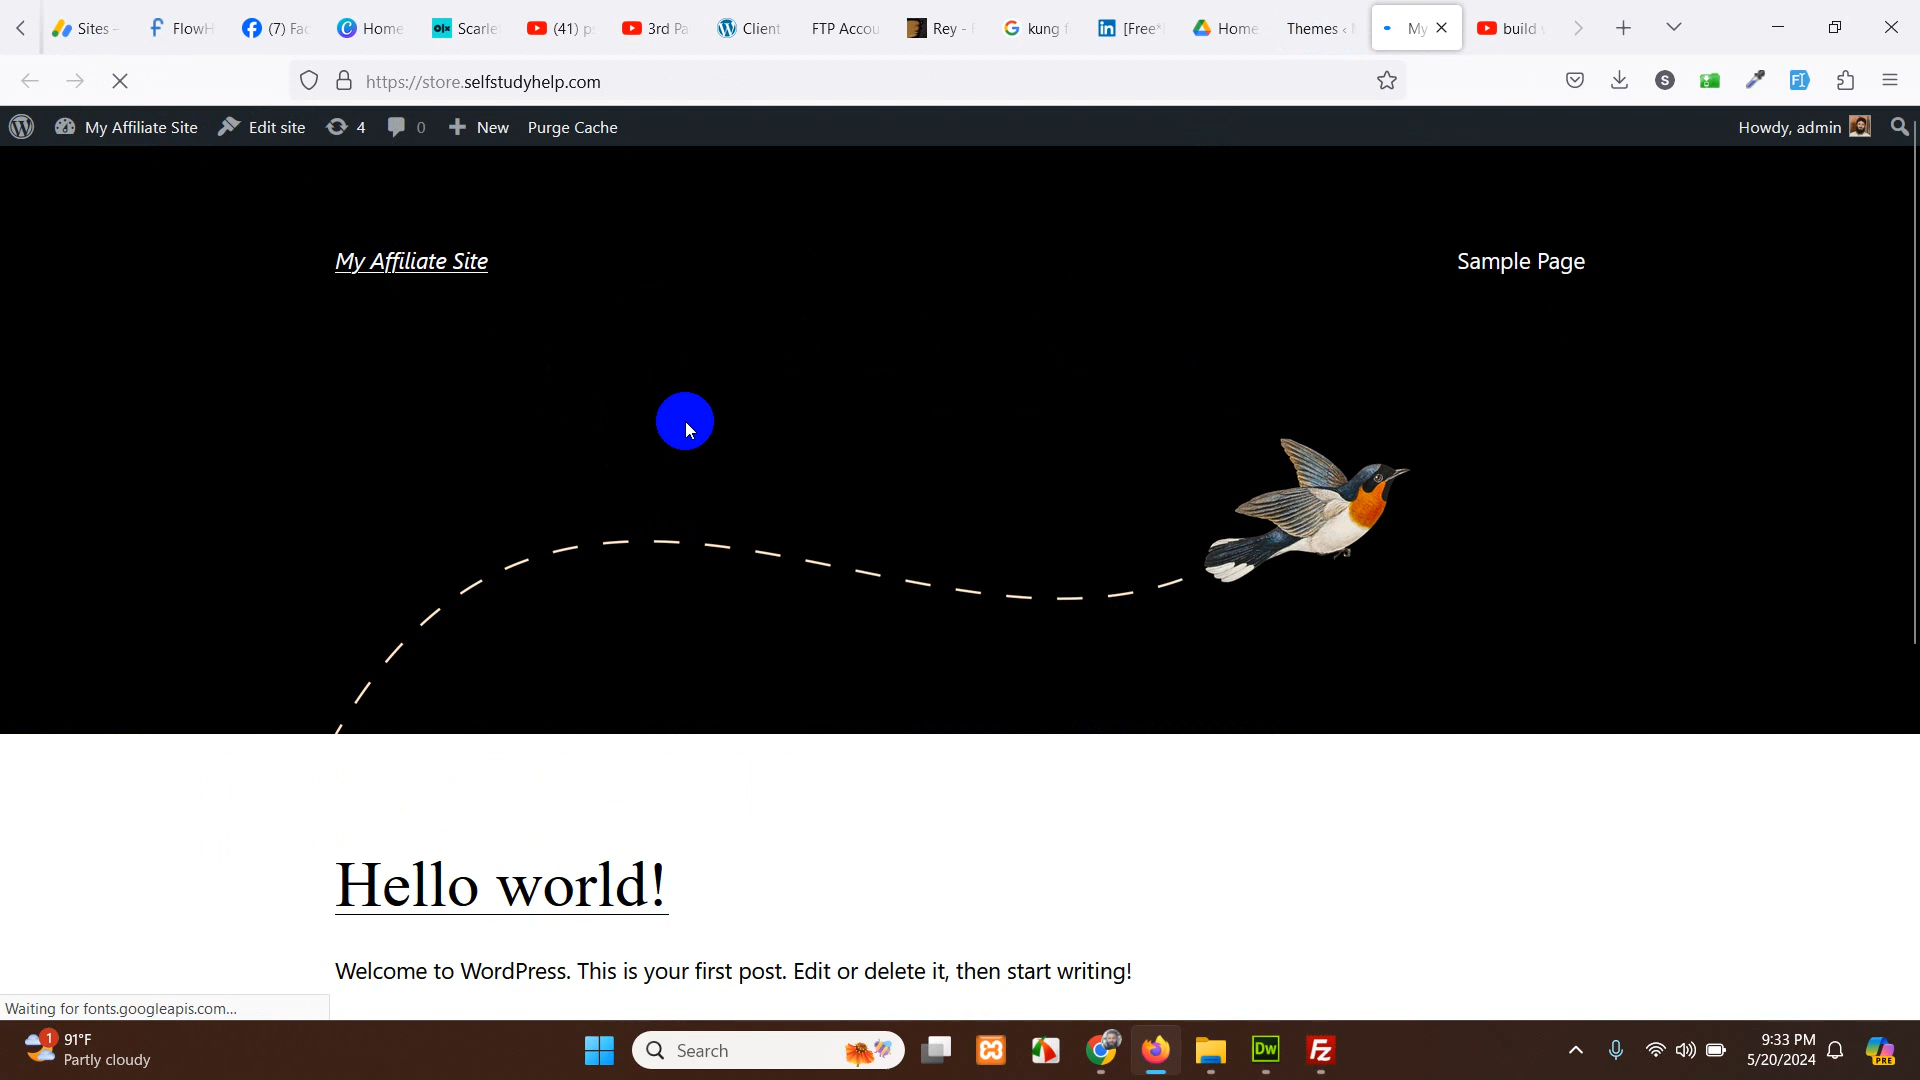 Sites -
FlowH
(7) Fac
Home
Scarle
(41) p
3rd Pa
Client
FTP Accou
Rey -
kung f
[Free*
Home
Themes ‹
My
build
https://store.selfstudyhelp.com
My Affiliate Site
Edit site
4
0
New
Purge Cache
Howdy, admin
My Affiliate Site
Sample Page
Hello world!
Welcome to WordPress. This is your first post. Edit or delete it, then start writing!
Waiting for fonts.googleapis.com...
1
91°F
Partly cloudy
Search
Dw
9:33 PM
5/20/2024
PRE